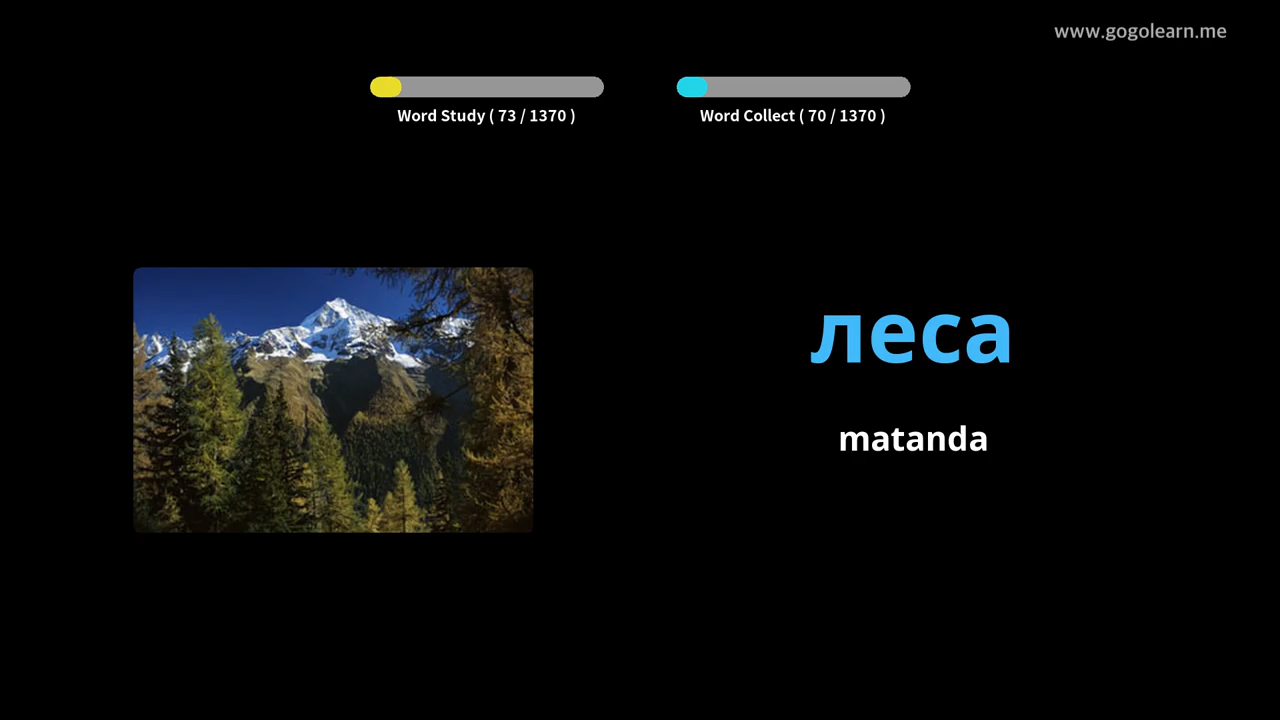 www.gogolearn.me
Word Study ( 73 / 1370 )
Word Collect ( 70 / 1370 )
леса
matanda